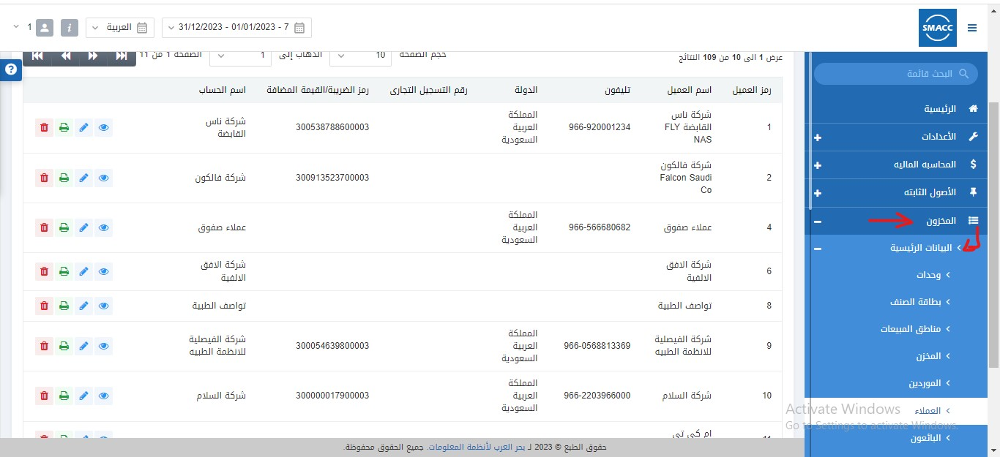 SMACC
7 - 01/01/2023 - 31/12/2023
العربية
i
1
?
عرض 1 الى 10 من 109 النتائج
حجم الصفحة
10
الذهاب إلى
1
الصفحة 1 من 11
رمز العميل
اسم العميل
تليفون
الدولة
رقم التسجيل التجارى
رمز الضريبة/القيمة المضافة
اسم الحساب
1
شركة ناس
القابضة FLY
NAS
966-920001234
المملكة
العربية
السعودية
300538788600003
شركة ناس
القابضة
2
شركة فالكون
Falcon Saudi
Co
300913523700003
شركة فالكون
4
عملاء صفوق
966-566680682
المملكة
العربية
السعودية
عملاء صفوق
6
شركة الافق
الالفية
شركة الافق
الالفية
8
تواصف الطبية
تواصف الطبية
9
شركة الفيصلية
للانظمة الطبيه
966-0568813369
المملكة
العربية
السعودية
300054639800003
شركة الفيصلية
للانظمة الطبيه
10
شركة السلام
966-2203966000
المملكة
العربية
السعودية
300000017900003
شركة السلام
11
ام كي تي
البحث قائمة
الرئيسية
الأعدادات
المحاسبه الماليه
الأصول الثابته
المخزون
البيانات الرئيسية
وحدات
بطاقة الصنف
مناطق المبيعات
المخزن
الموردين
العملاء
البائعون
Activate Windows
Go to Settings to activate Windows.
حقوق الطبع © 2023 لـ بحر العرب لأنظمة المعلومات. جميع الحقوق محفوظة.